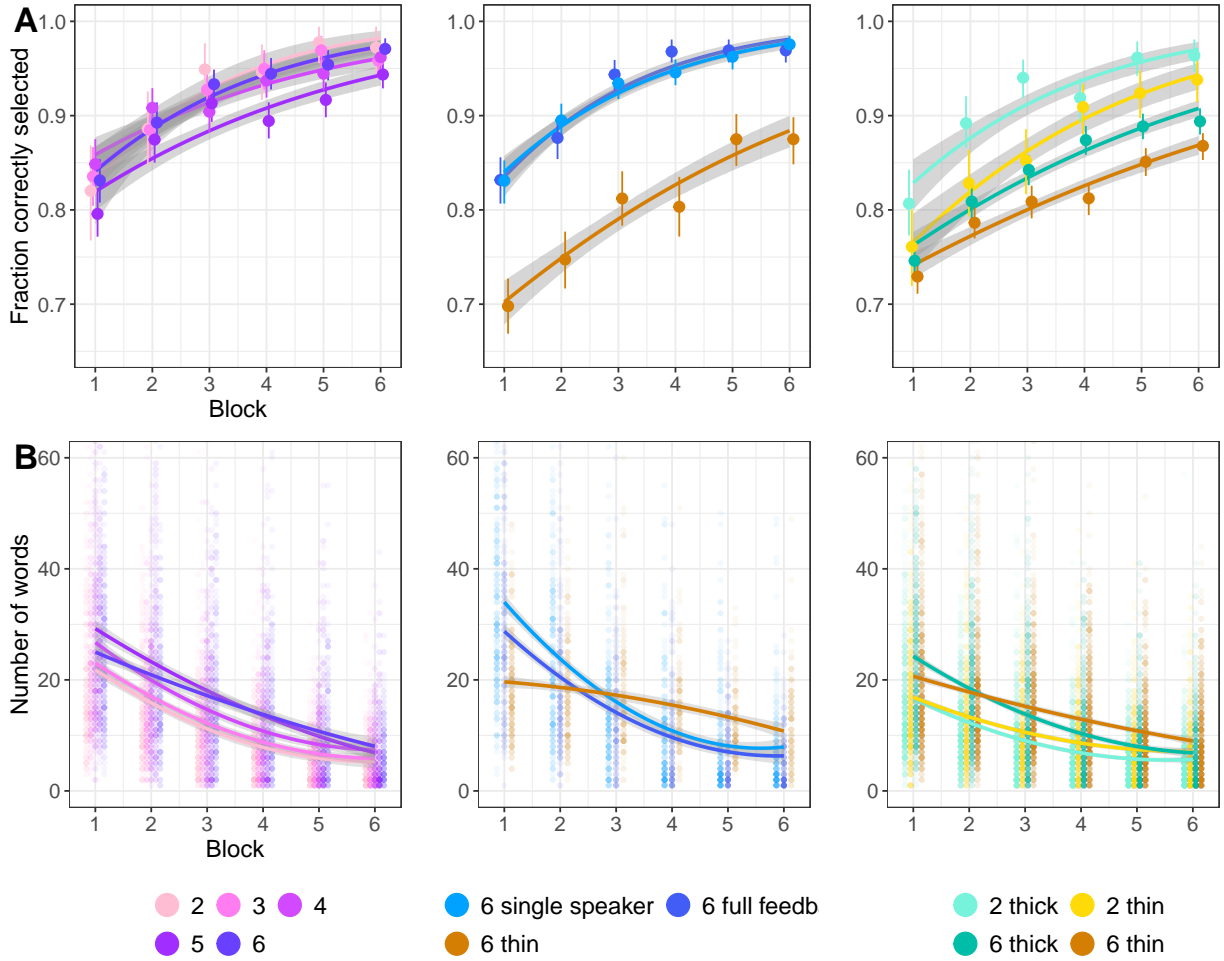 A
Fraction correctly selected
1.0
0.9
0.8
0.7
1 2 3 4 5 6
Block
1.0
0.9
0.8
0.7
1 2 3 4 5 6
1.0
0.9
0.8
0.7
1 2 3 4 5 6
B
Number of words
60
40
20
0
1 2 3 4 5 6
Block
60
40
20
0
1 2 3 4 5 6
60
40
20
0
1 2 3 4 5 6
2 3 4
5 6
6 single speaker 6 full feedb
6 thin
2 thick 2 thin
6 thick 6 thin